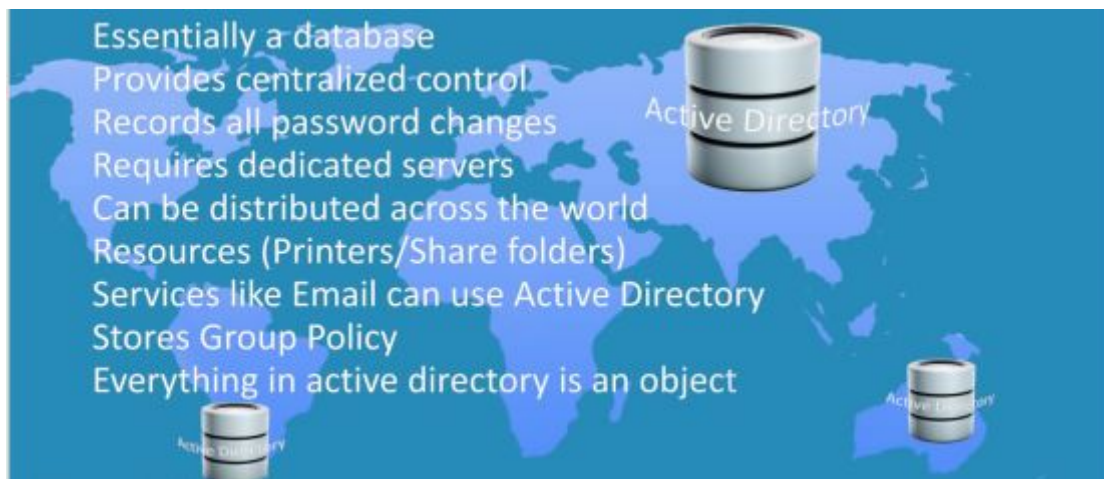 Essentially a database
Provides centralized control
Records all password changes
Requires dedicated servers
Can be distributed across the world
Resources (Printers/Share folders)
Services like Email can use Active Directory
Stores Group Policy
Everything in active directory is an object
Active Directory
Active Directory
Active Directory